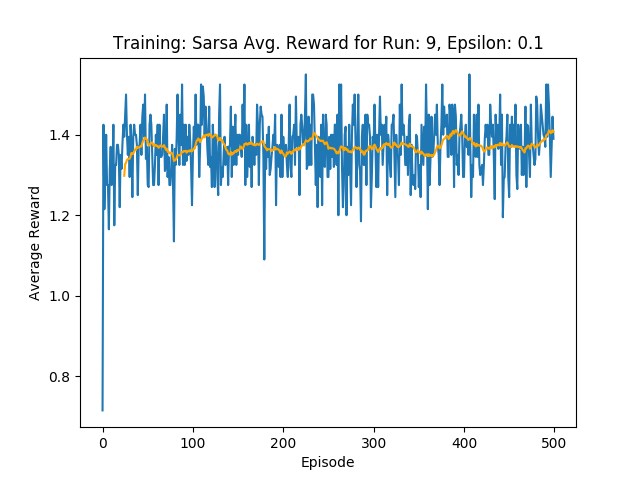 Training: Sarsa Avg. Reward for Run: 9, Epsilon: 0.1
1.4
1.2
1.0
0.8
Average Reward
0 100 200 300 400 500
Episode